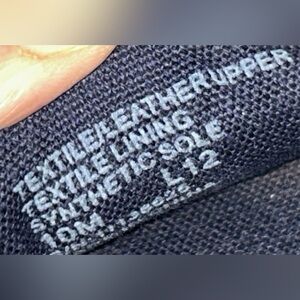 TEXTILE/LEATHER UPPER
TEXTILE LINING
SYNTHETIC SOLE
10M L12